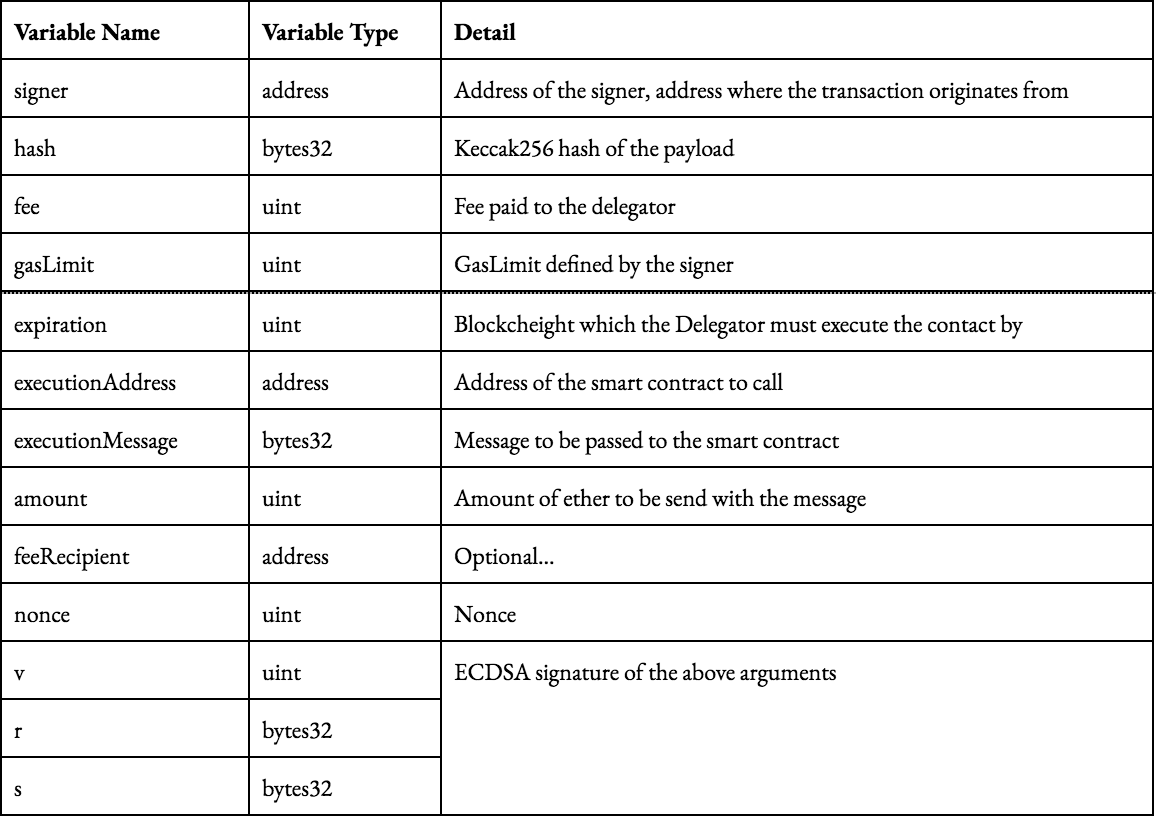 Variable Name Variable Type Detail
signer address Address of the signer, address where the transaction originates from
hash bytes32 Keccak256 hash of the payload
fee uint Fee paid to the delegator
gasLimit uint GasLimit defined by the signer
expiration uint Blockcheight which the Delegator must execute the contact by
executionAddress address Address of the smart contract to call
executionMessage bytes32 Message to be passed to the smart contract
amount uint Amount of ether to be send with the message
feeRecipient address Optional...
nonce uint Nonce
v uint ECDSA signature of the above arguments
r bytes32
s bytes32